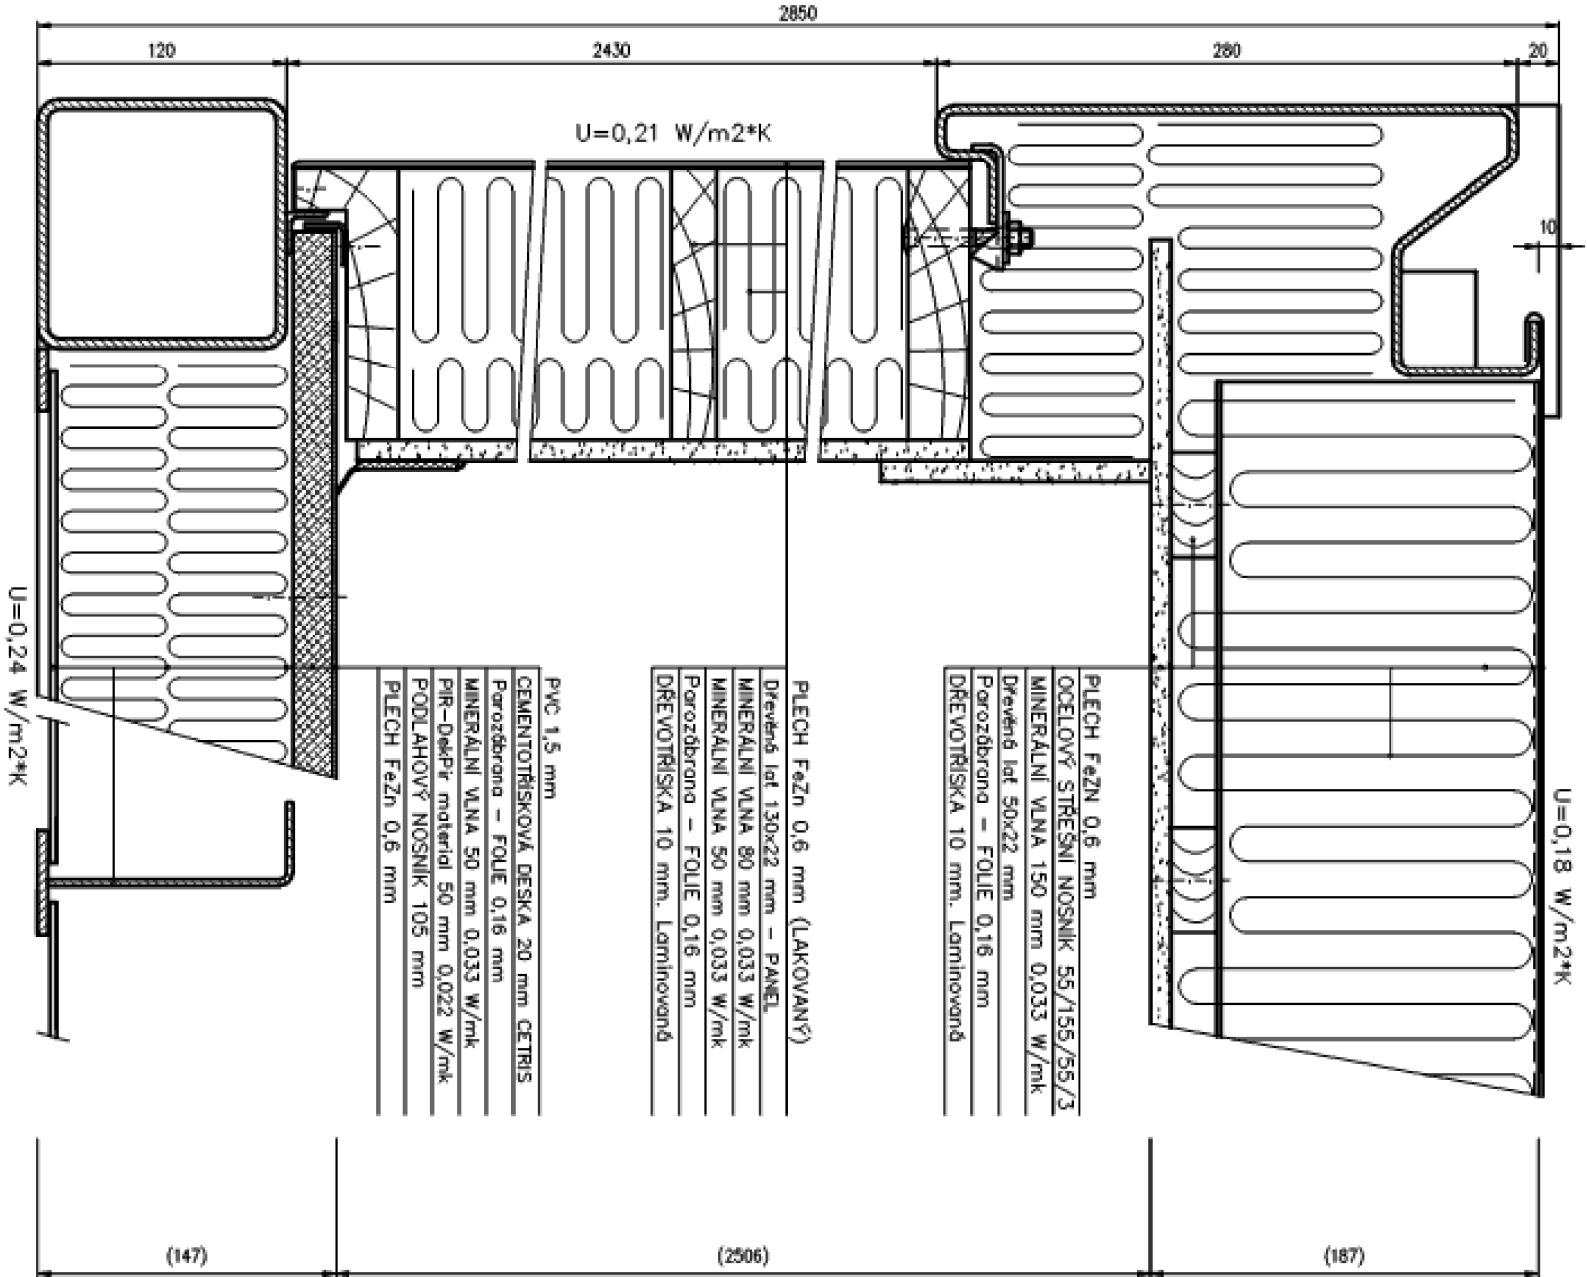 2850
120
2430
280
20
U=0,21 W/m2*K
10
U=0,24 W/m2*K
PVC 1,5 mm
CEMENTOTŘÍSKOVÁ DESKA 20 mm CETRIS
Parozábrana – FOLIE 0,16 mm
MINERÁLNÍ VLNA 50 mm 0,033 W/mk
PIR–DekPir material 50 mm 0,022 W/mk
PODLAHOVÝ NOSNÍK 105 mm
PLECH FeZn 0,6 mm
PLECH FeZn 0,6 mm (LAKOVANÝ)
Dřevěná lať 130x22 mm – PANEL
MINERÁLNÍ VLNA 80 mm 0,033 W/mk
MINERÁLNÍ VLNA 50 mm 0,033 W/mk
Parozábrana – FOLIE 0,16 mm
DŘEVOTŘÍSKA 10 mm. Laminovaná
PLECH FeZN 0,6 mm
OCELOVÝ STŘEŠNÍ NOSNÍK 55/155/55/3
MINERÁLNÍ VLNA 150 mm 0,033 W/mk
Dřevěná lať 50x22 mm
Parozábrana – FOLIE 0,16 mm
DŘEVOTŘÍSKA 10 mm. Laminovaná
U=0,18 W/m2*K
(147)
(2506)
(187)